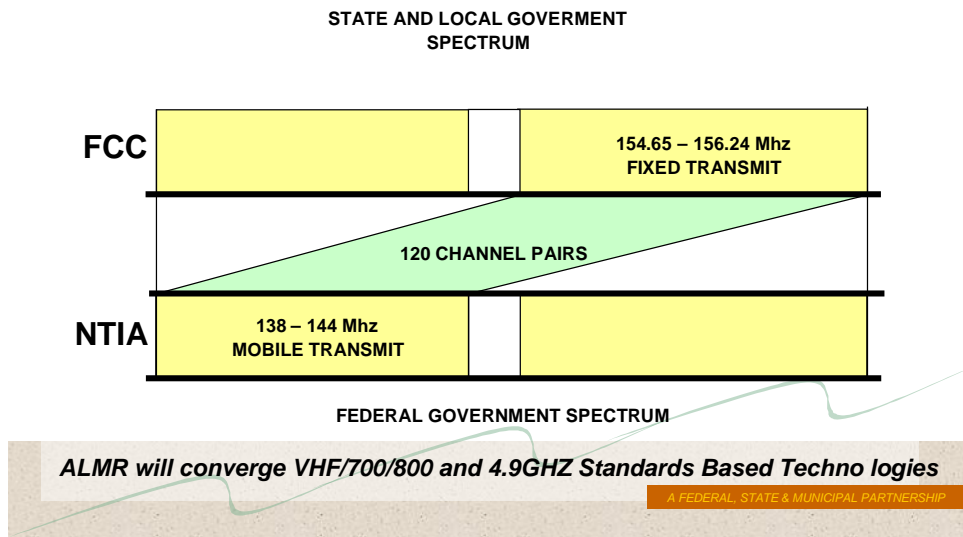 STATE AND LOCAL GOVERMENT
SPECTRUM
FCC
154.65 – 156.24 Mhz
FIXED TRANSMIT
120 CHANNEL PAIRS
NTIA
138 – 144 Mhz
MOBILE TRANSMIT
FEDERAL GOVERNMENT SPECTRUM
ALMR will converge VHF/700/800 and 4.9GHZ Standards Based Techno logies
A FEDERAL, STATE & MUNICIPAL PARTNERSHIP